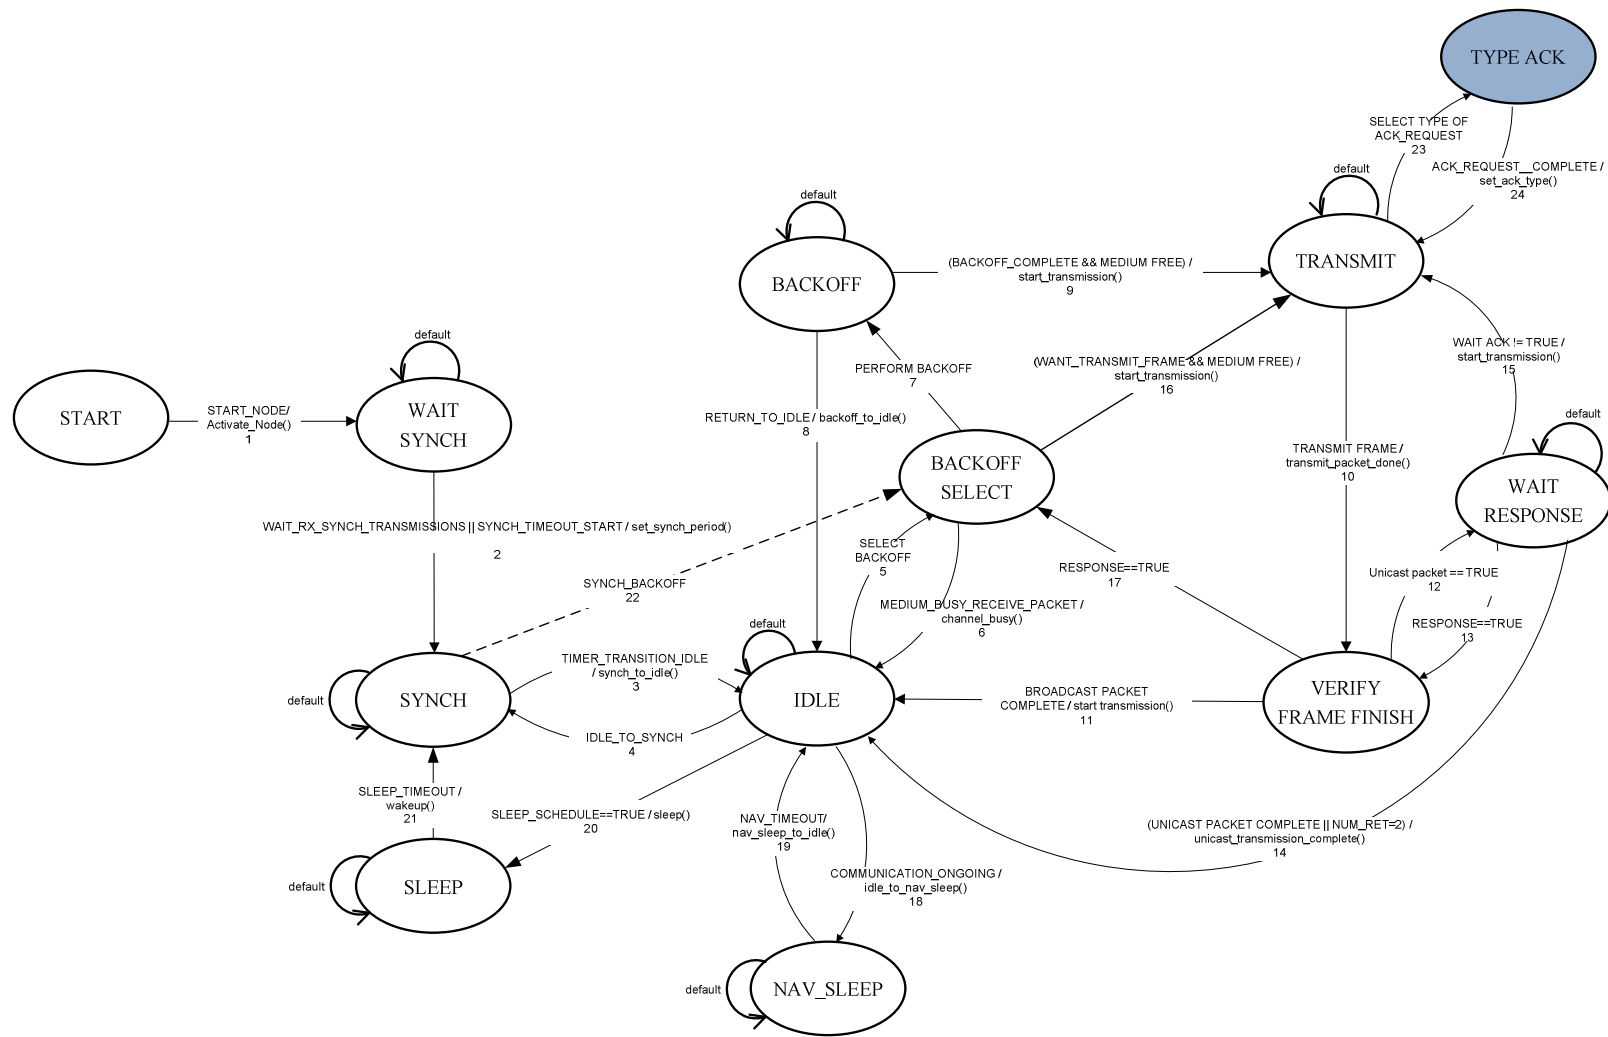 TYPE ACK
SELECT TYPE OF
ACK_REQUEST
23
ACK_REQUEST__COMPLETE /
set_ack_type()
24
default
TRANSMIT
default
BACKOFF
(BACKOFF_COMPLETE && MEDIUM FREE) /
start_transmission()
9
default
WAIT
SYNCH
START
START_NODE/
Activate_Node()
1
PERFORM BACKOFF
7
(WANT_TRANSMIT_FRAME && MEDIUM FREE) /
start_transmission()
16
WAIT ACK != TRUE /
start_transmission()
15
RETURN_TO_IDLE / backoff_to_idle()
8
default
BACKOFF
SELECT
TRANSMIT FRAME /
transmit_packet_done()
10
WAIT
RESPONSE
WAIT_RX_SYNCH_TRANSMISSIONS || SYNCH_TIMEOUT_START / set_synch_period()
2
SELECT
BACKOFF
5
SYNCH_BACKOFF
22
RESPONSE==TRUE
17
Unicast packet == TRUE
12
MEDIUM_BUSY_RECEIVE_PACKET /
channel_busy()
6
RESPONSE==TRUE
13
default
TIMER_TRANSITION_IDLE
/ synch_to_idle()
3
default
SYNCH
IDLE
BROADCAST PACKET
COMPLETE / start transmission()
11
VERIFY
FRAME FINISH
IDLE_TO_SYNCH
4
SLEEP_TIMEOUT /
wakeup()
21
SLEEP_SCHEDULE==TRUE / sleep()
20
NAV_TIMEOUT/
nav_sleep_to_idle()
19
(UNICAST PACKET COMPLETE || NUM_RET=2) /
unicast_transmission_complete()
14
default
SLEEP
COMMUNICATION_ONGOING /
idle_to_nav_sleep()
18
default
NAV_SLEEP